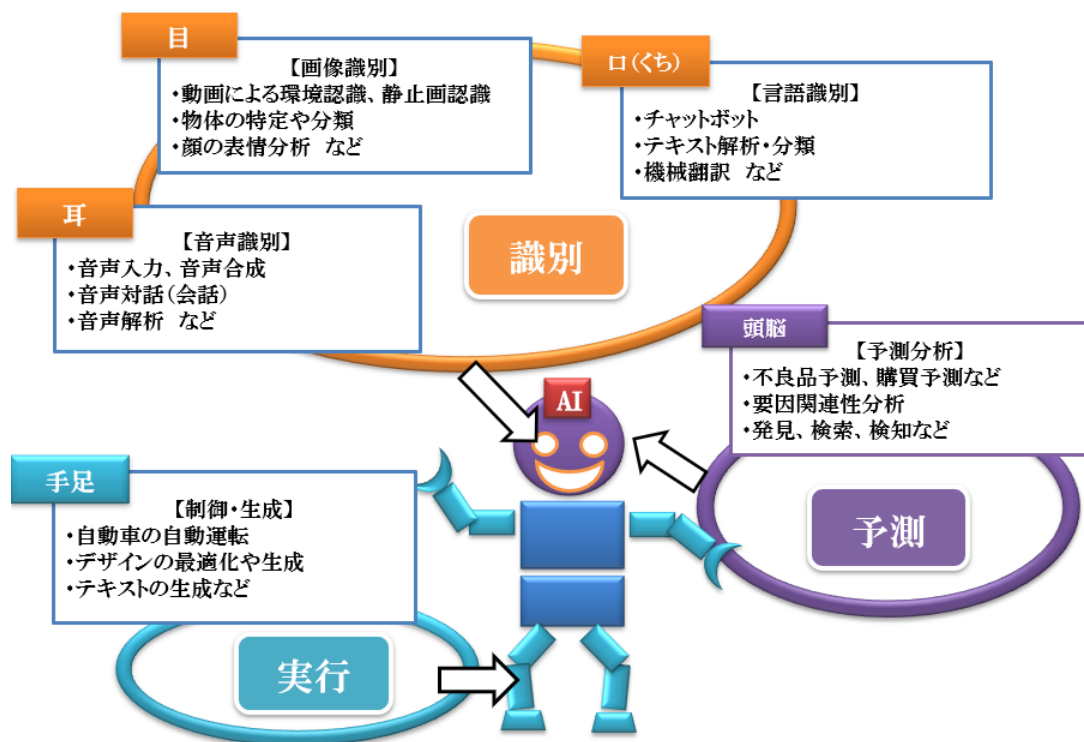 目
【画像識別】
・動画による環境認識、静止画認識
・物体の特定や分類
・顔の表情分析 など
口(くち)
【言語識別】
・チャットボット
・テキスト解析・分類
・機械翻訳 など
耳
【音声識別】
・音声入力、音声合成
・音声対話(会話)
・音声解析 など
識別
頭脳
【予測分析】
・不良品予測、購買予測など
・要因関連性分析
・発見、検索、検知など
予測
AI
手足
【制御・生成】
・自動車の自動運転
・デザインの最適化や生成
・テキストの生成など
実行